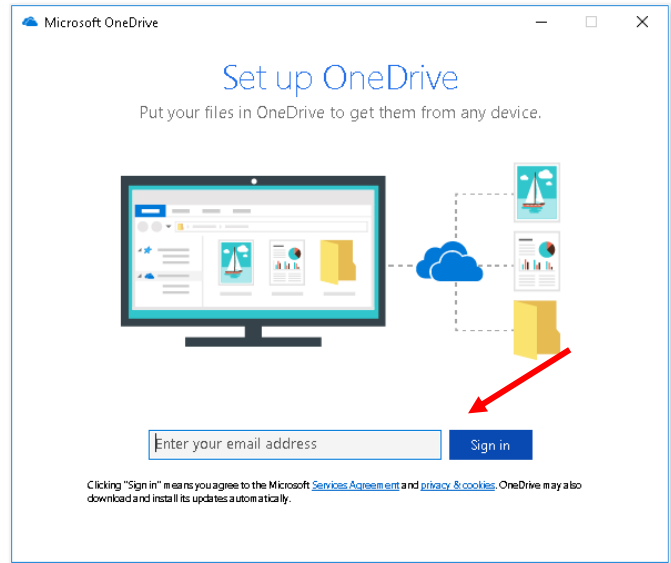 Microsoft OneDrive
Set up OneDrive
Put your files in OneDrive to get them from any device.
Enter your email address
Sign in
Clicking "Sign in" means you agree to the Microsoft Services Agreement and privacy & cookies. OneDrive may also
download and install its updates automatically.